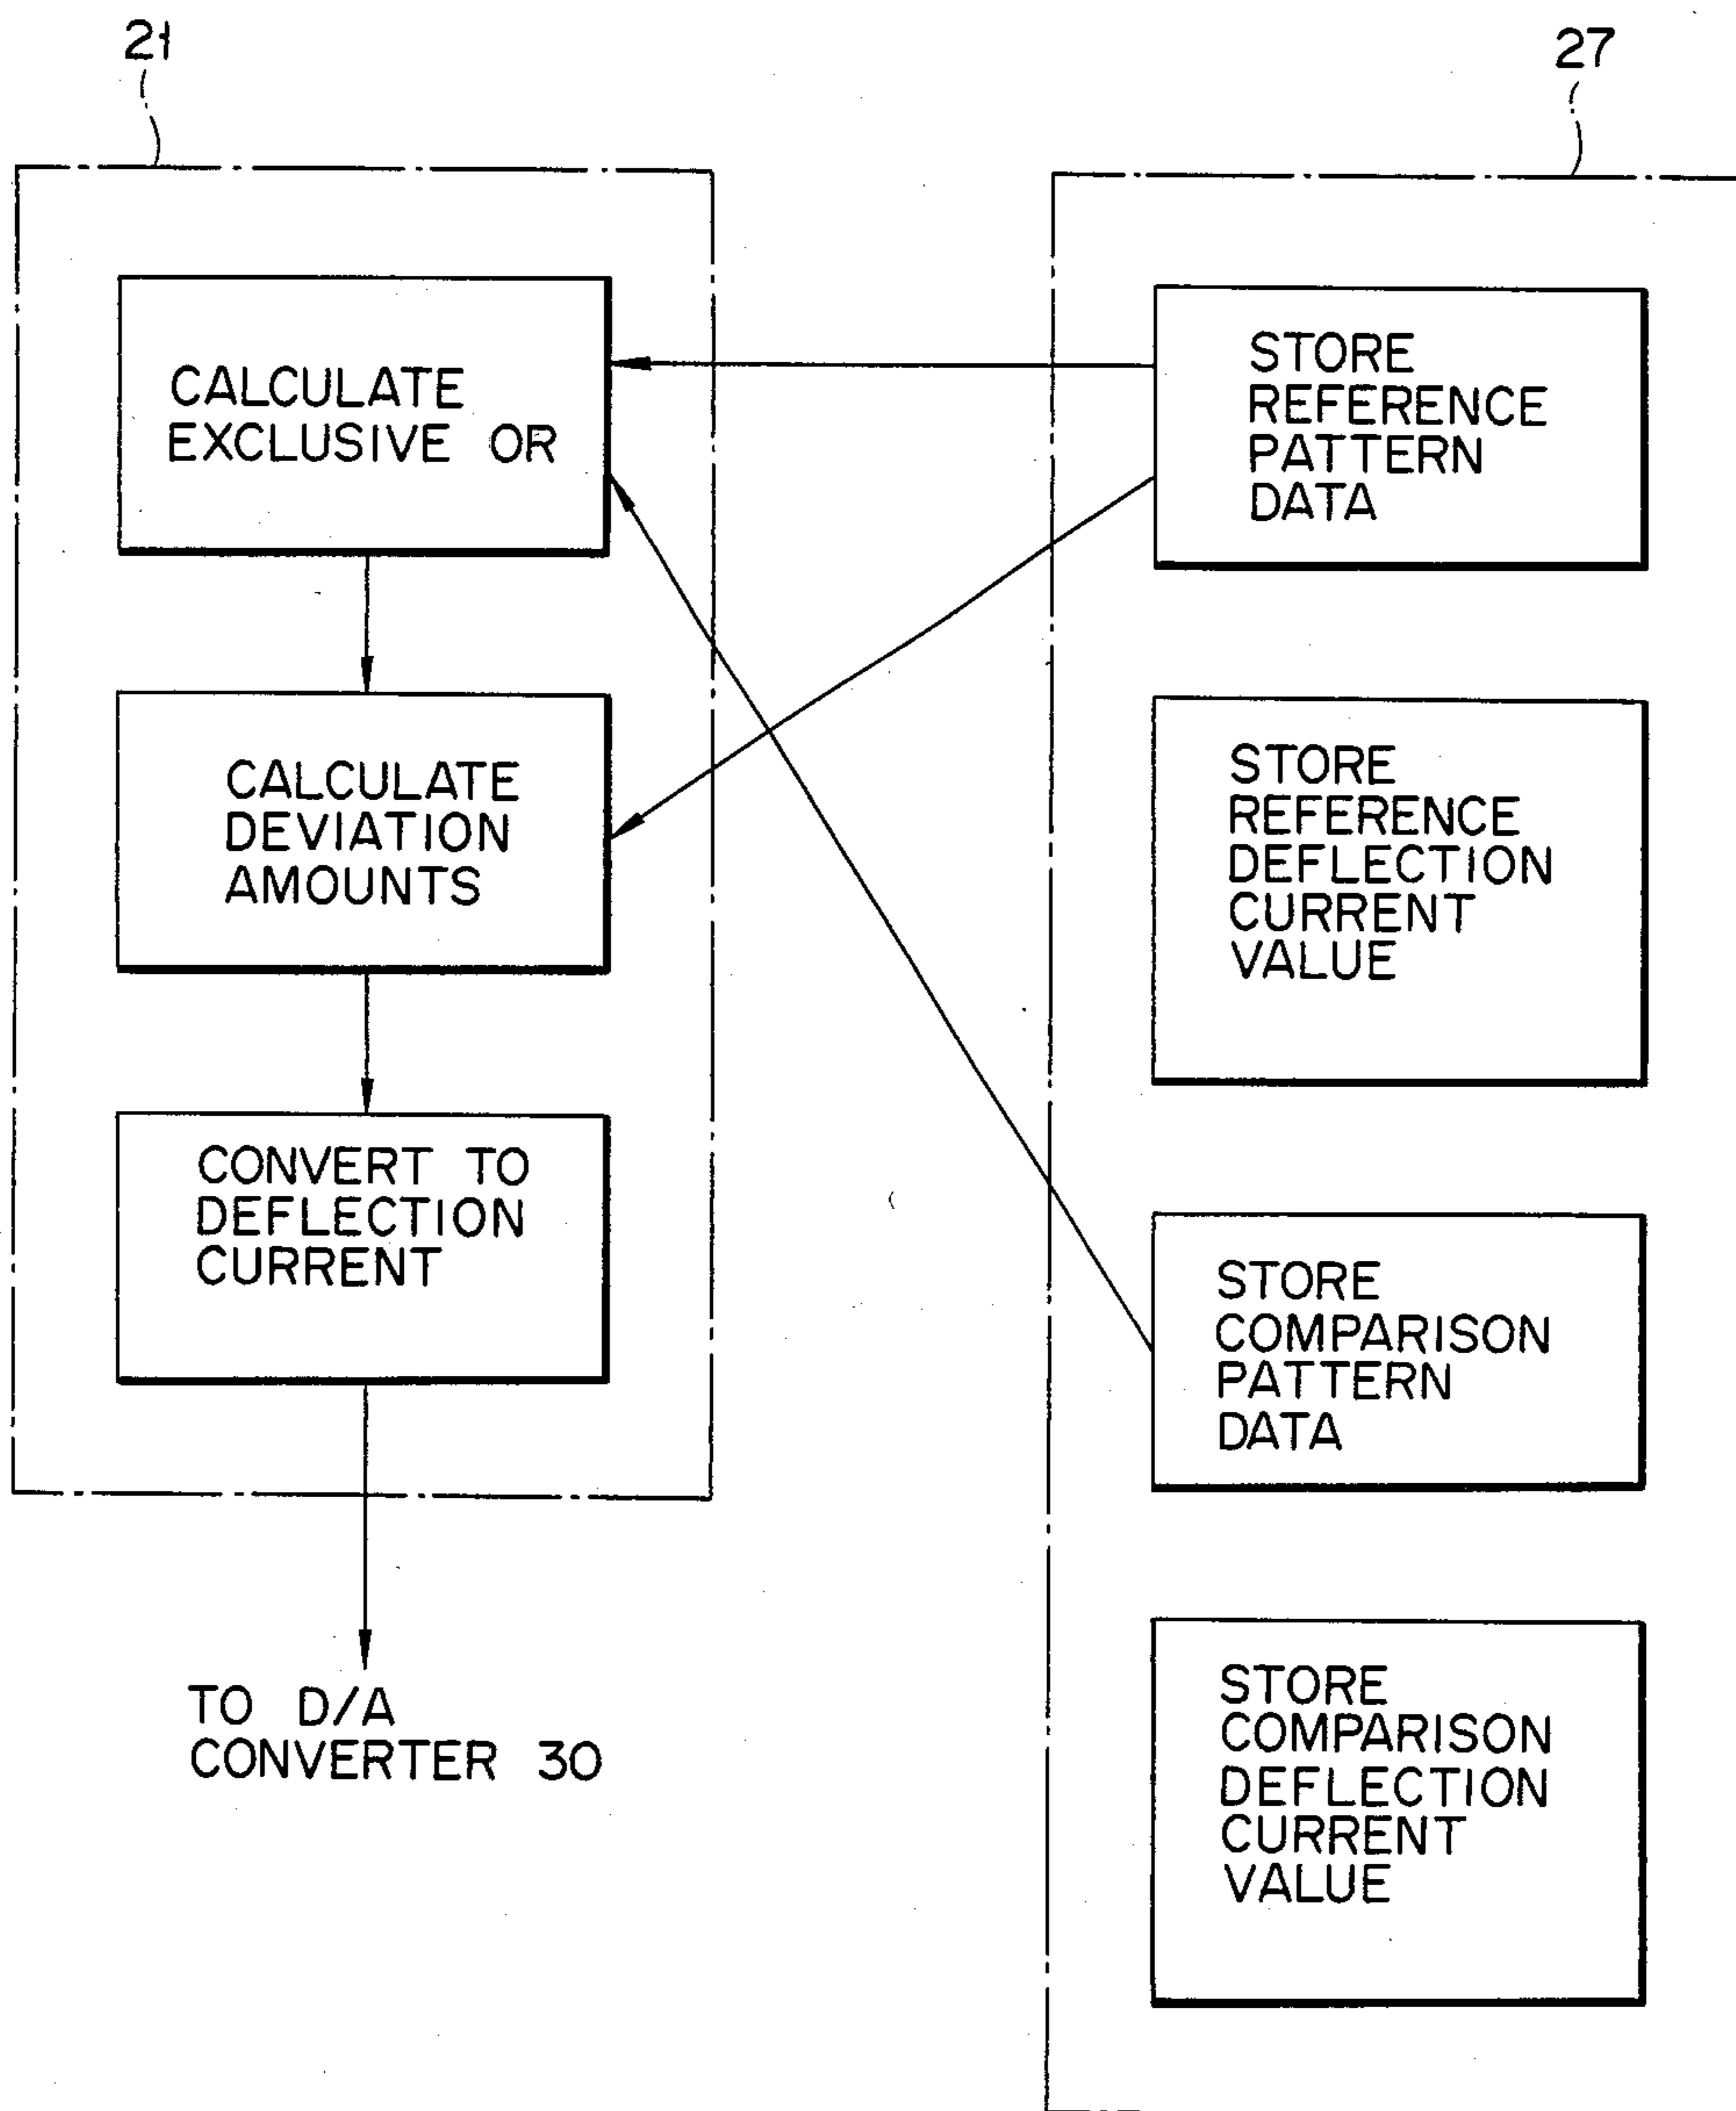 21
27
CALCULATE
EXCLUSIVE OR
CALCULATE
DEVIATION
AMOUNTS
CONVERT TO
DEFLECTION
CURRENT
TO D/A
CONVERTER 30
STORE
REFERENCE
PATTERN
DATA
STORE
REFERENCE
DEFLECTION
CURRENT
VALUE
STORE
COMPARISON
PATTERN
DATA
STORE
COMPARISON
DEFLECTION
CURRENT
VALUE